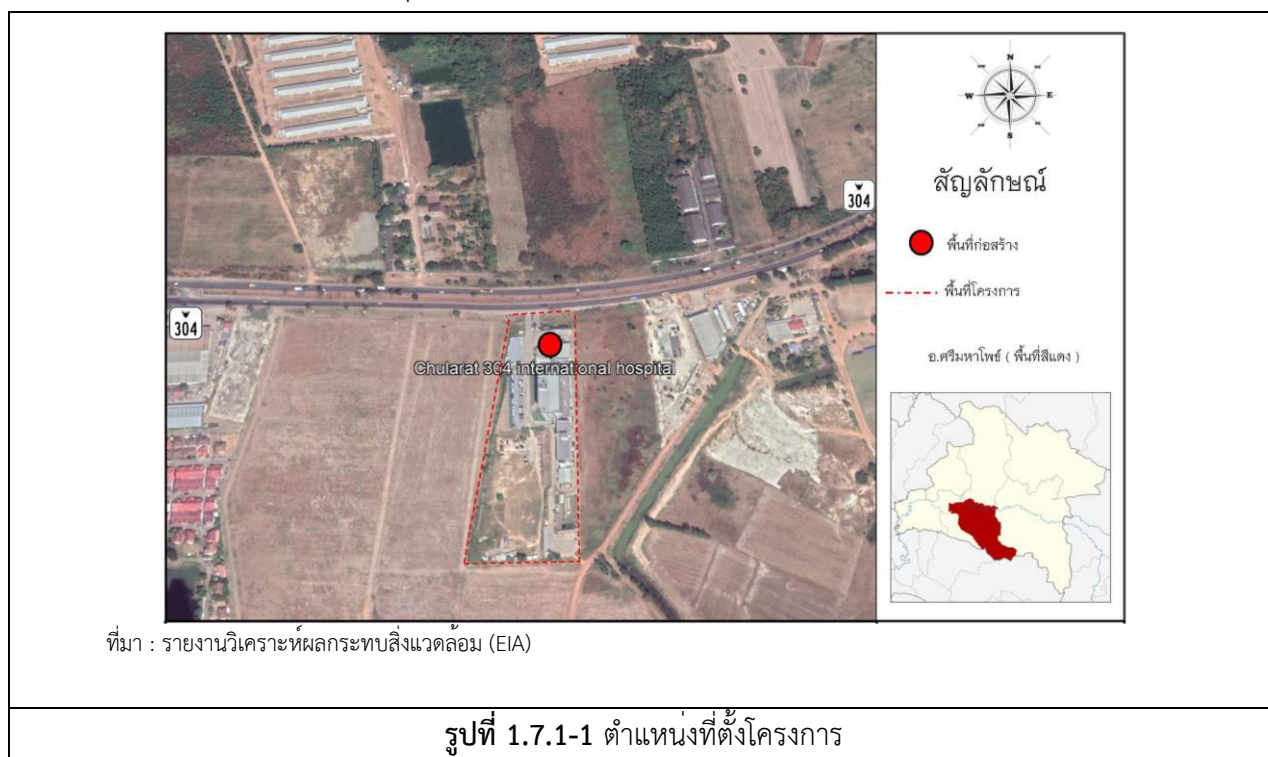 304
304
Chularat 304 international hospital
N
W E
S
สัญลักษณ์
พื้นที่ก่อสร้าง
พื้นที่โครงการ
อ.ศรีมหาโพธ์ ( พื้นที่สีแดง )
ที่มา : รายงานวิเคราะห์ผลกระทบสิ่งแวดล้อม (EIA)
รูปที่ 1.7.1-1 ตำแหน่งที่ตั้งโครงการ